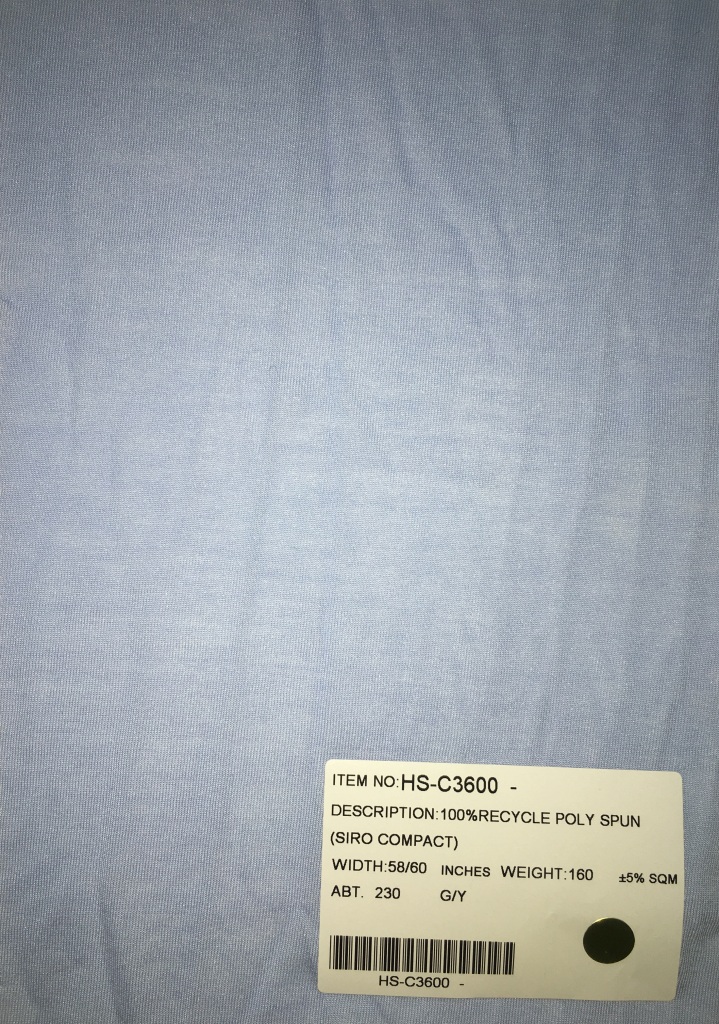 ITEM NO:HS-C3600 -
DESCRIPTION:100%RECYCLE POLY SPUN
(SIRO COMPACT)
WIDTH:58/60 INCHES WEIGHT:160 ±5% SQM
ABT. 230 G/Y
HS-C3600 -